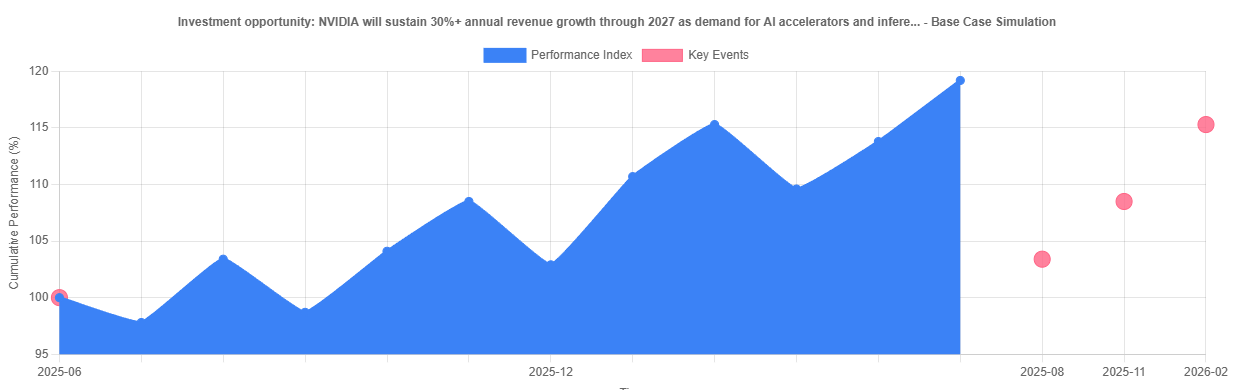 Investment opportunity: NVIDIA will sustain 30%+ annual revenue growth through 2027 as demand for AI accelerators and infere... - Base Case Simulation
Performance Index Key Events
Cumulative Performance (%)
120
115
110
105
100
95
2025-06 2025-12 2025-08 2025-11 2026-02